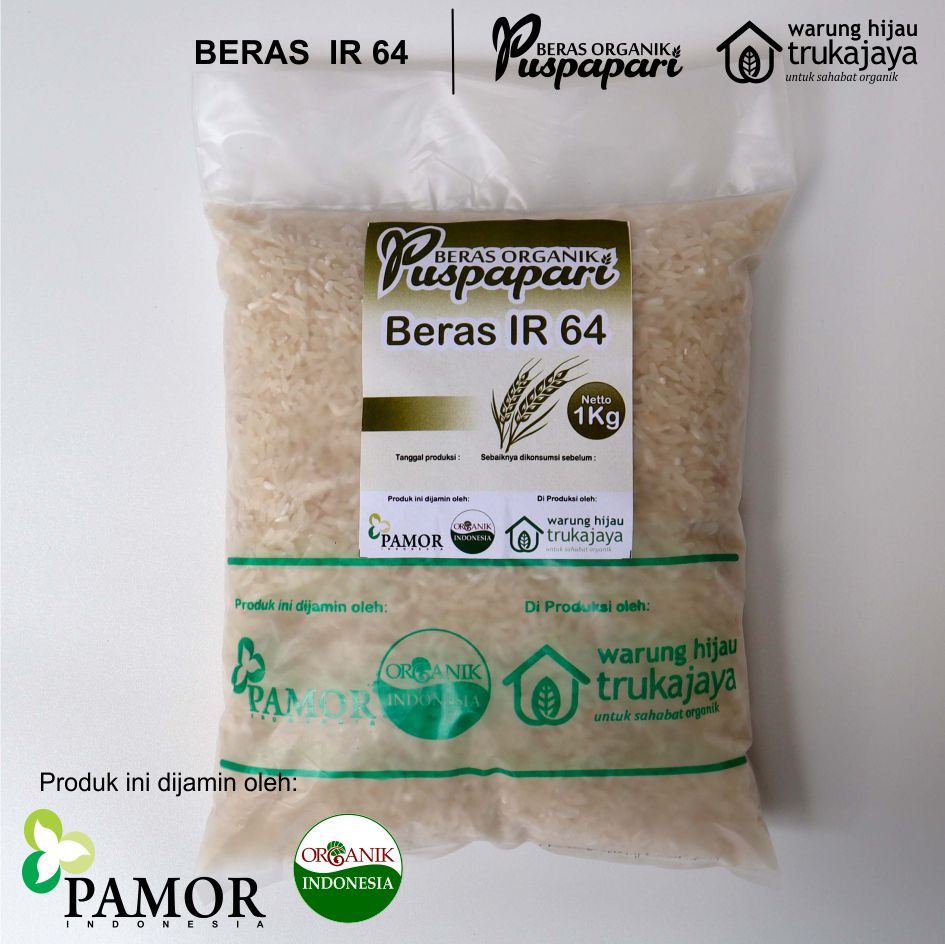 BERAS IR 64
BERAS ORGANIK
Puspapari
warung hijau
trukajaya
untuk sahabat organik
BERAS ORGANIK
Puspapari
Beras IR 64
Netto
1Kg
Tanggal produksi : Sebaiknya dikonsumsi sebelum :
Produk ini dijamin oleh: Di Produksi oleh:
PAMOR
INDONESIA
ORGANIK
INDONESIA
warung hijau
trukajaya
untuk sahabat organik
Produk ini dijamin oleh: Di Produksi oleh:
PAMOR
INDONESIA
ORGANIK
INDONESIA
warung hijau
trukajaya
untuk sahabat organik
Produk ini dijamin oleh:
PAMOR
INDONESIA
ORGANIK
INDONESIA